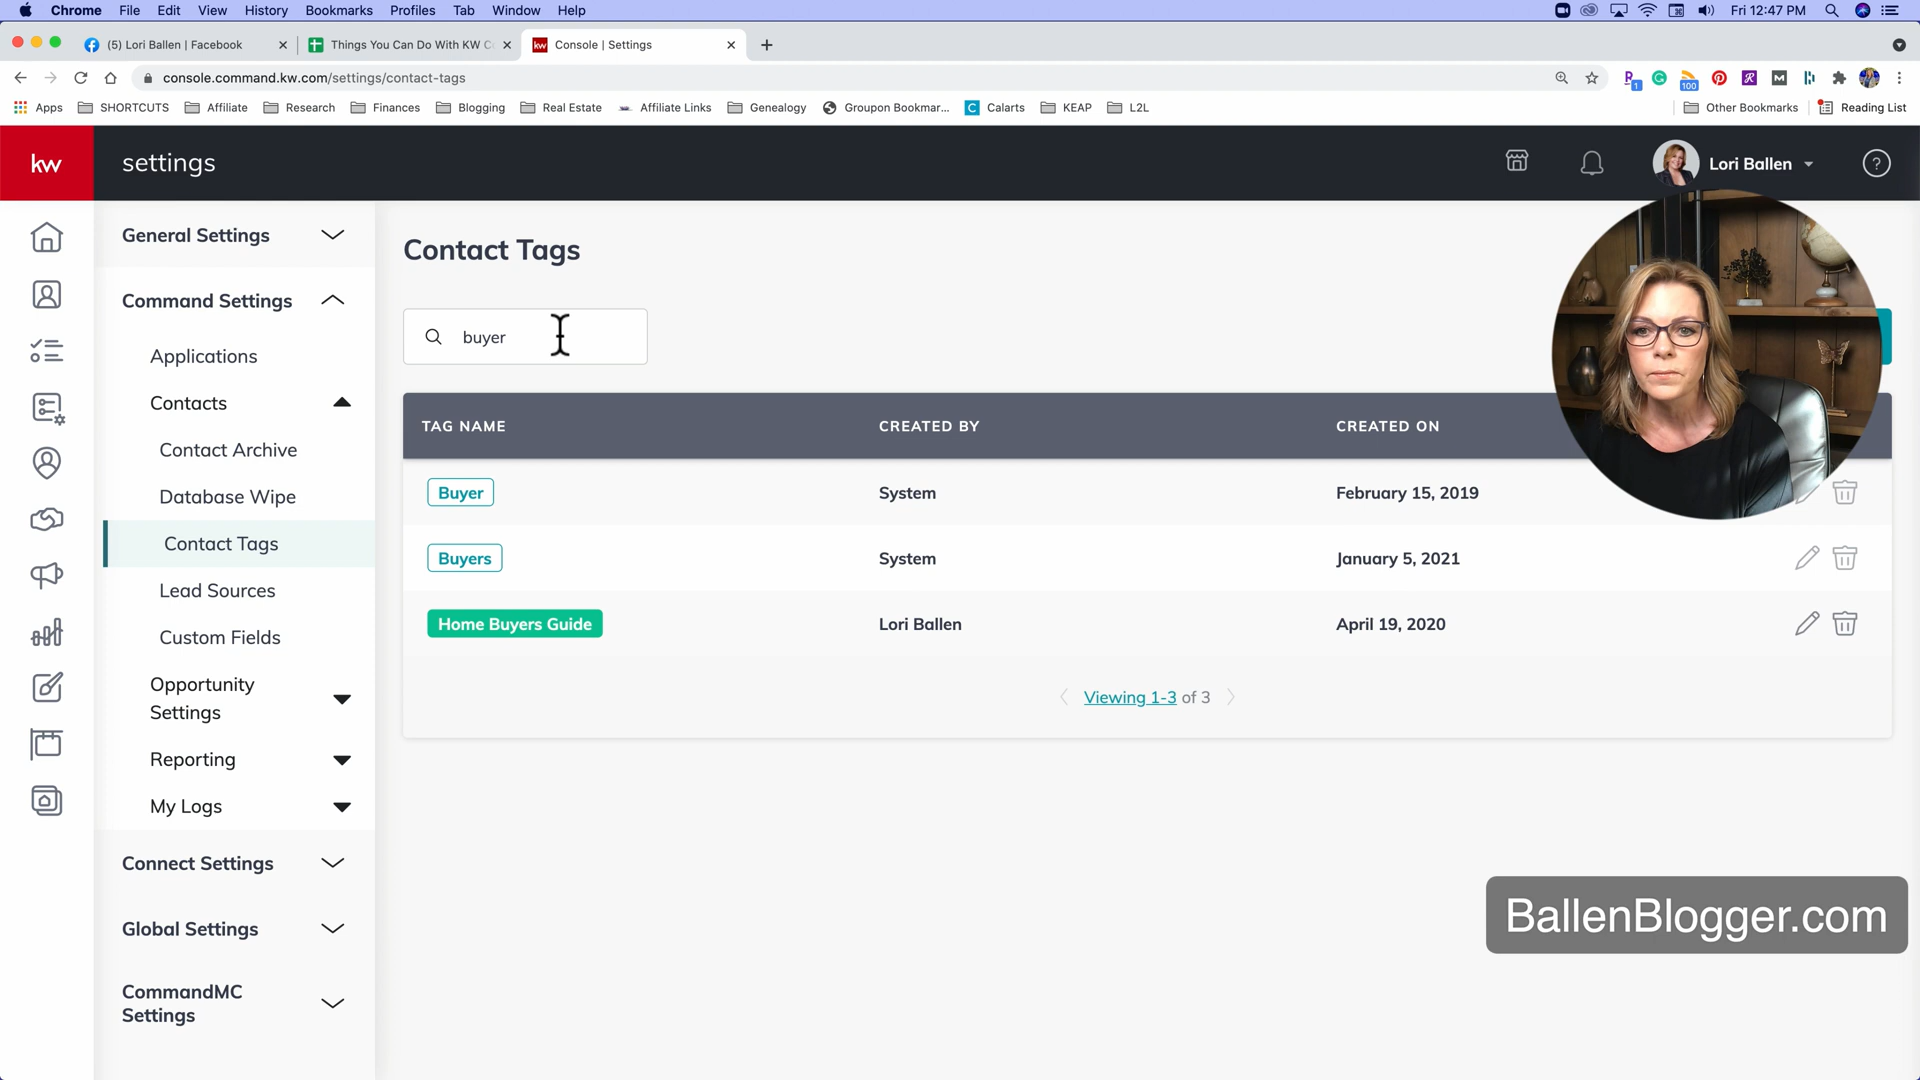 Chrome File Edit View History Bookmarks Profiles Tab Window Help Fri 12:47 PM
(5) Lori Ballen | Facebook Things You Can Do With KW C Console | Settings
console.command.kw.com/settings/contact-tags
1 100
Apps SHORTCUTS Affiliate Research Finances Blogging Real Estate Affiliate Links Genealogy Groupon Bookmar... Calarts KEAP L2L Other Bookmarks Reading List
kw settings Lori Ballen
General Settings
Contact Tags
Command Settings
buyer
Applications
Contacts
TAG NAME CREATED BY CREATED ON
Contact Archive
Buyer System February 15, 2019
Database Wipe
Contact Tags
Buyers System January 5, 2021
Lead Sources
Home Buyers Guide Lori Ballen April 19, 2020
Custom Fields
Opportunity
Settings
Viewing 1-3 of 3
Reporting
My Logs
Connect Settings
BallenBlogger.com
Global Settings
CommandMC
Settings